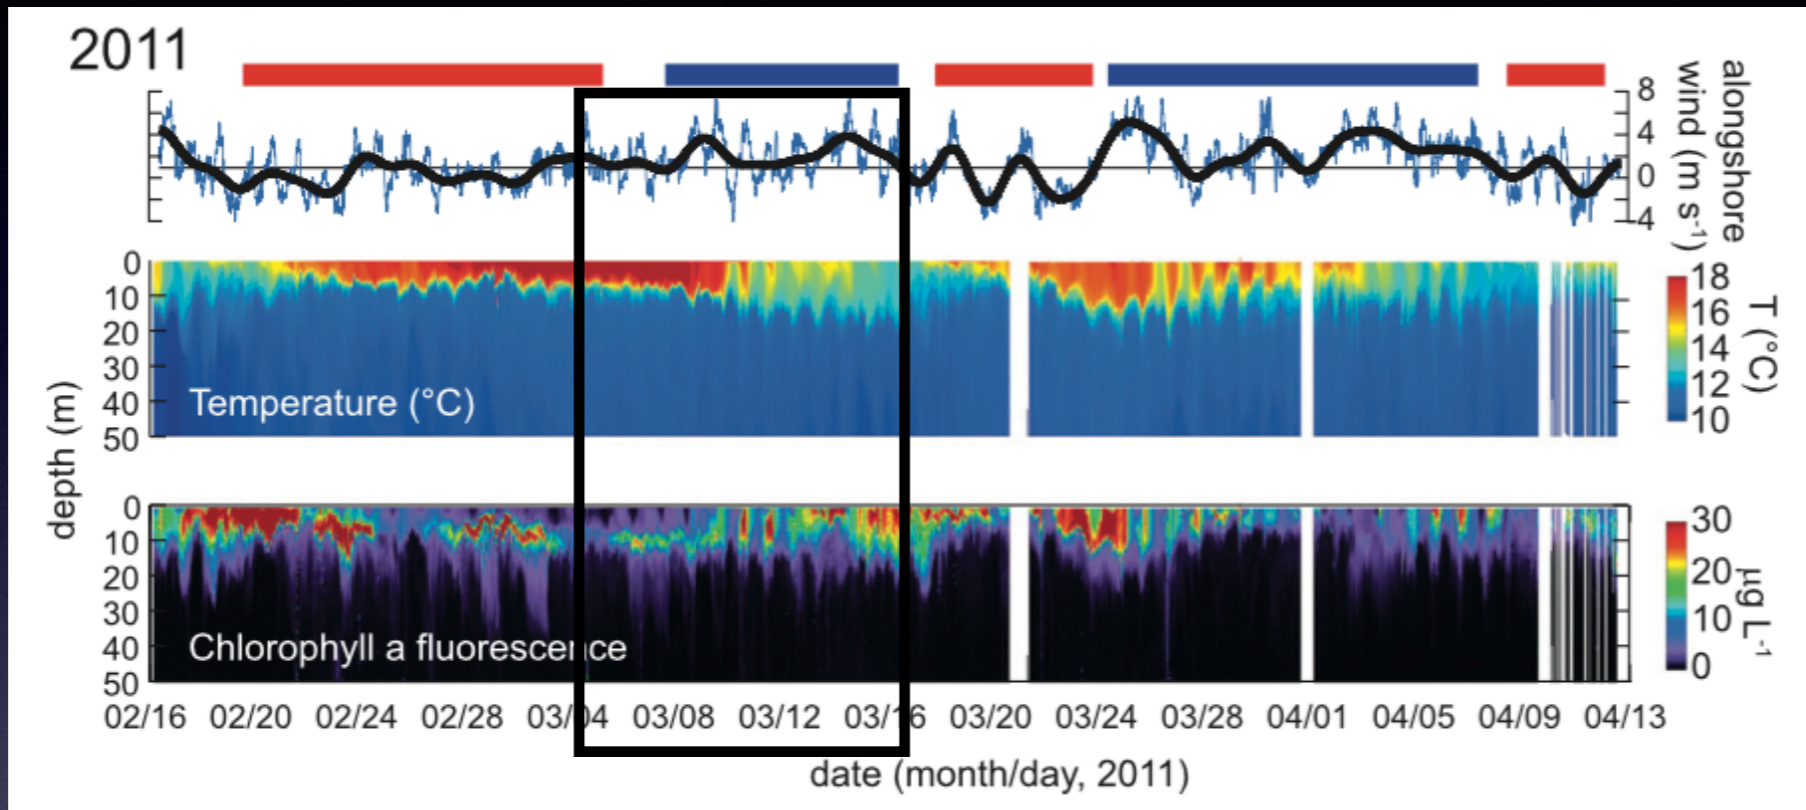 2011
8
4
0
-4
alongshore
wind (m s-1)
0
10
20
30
40
50
Temperature (°C)
18
16
14
12
10
T (°C)
depth (m)
0
10
20
30
40
50
Chlorophyll a fluorescence
30
20
10
0
µg L-1
02/16 02/20 02/24 02/28 03/04 03/08 03/12 03/16 03/20 03/24 03/28 04/01 04/05 04/09 04/13
date (month/day, 2011)